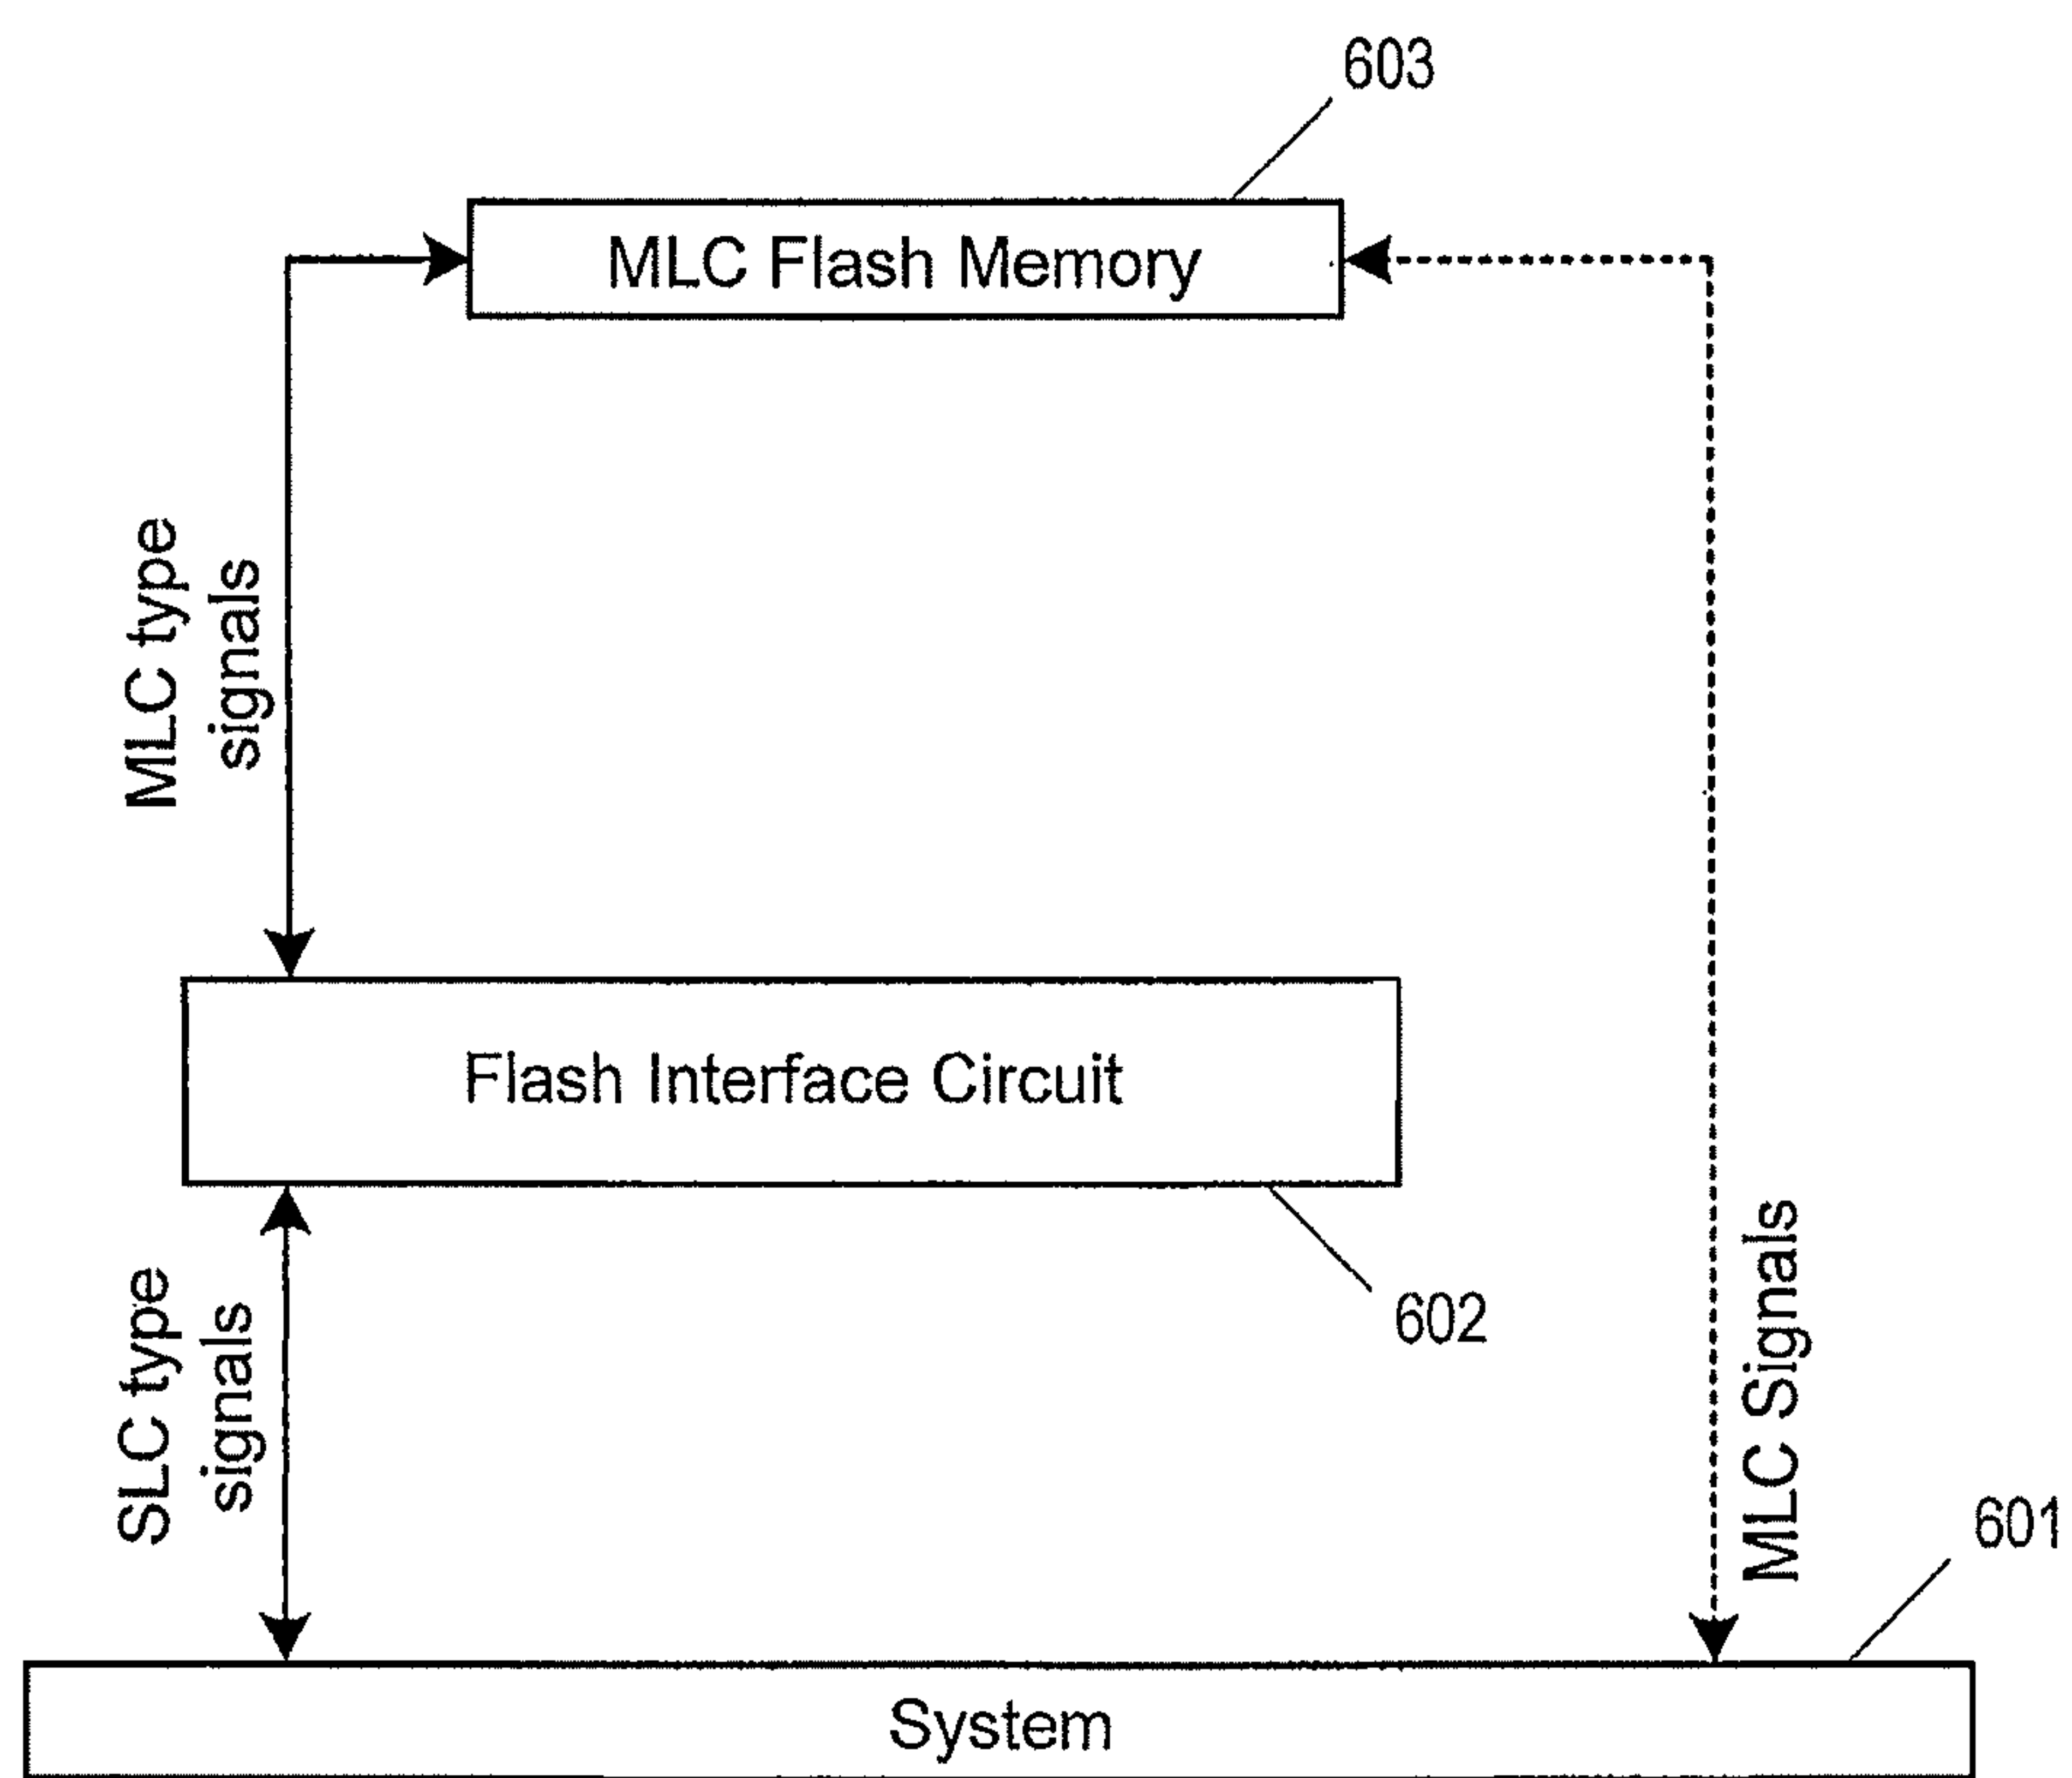 603
MLC Flash Memory
MLC type
signals
Flash Interface Circuit
602
SLC type
signals
MLC Signals
601
System